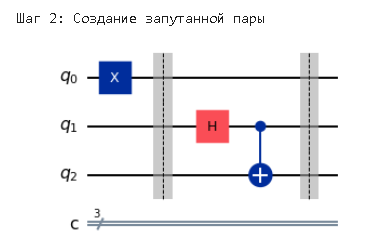 Шаг 2: Создание запутанной пары
q0 X
q1 H
q2
3
c